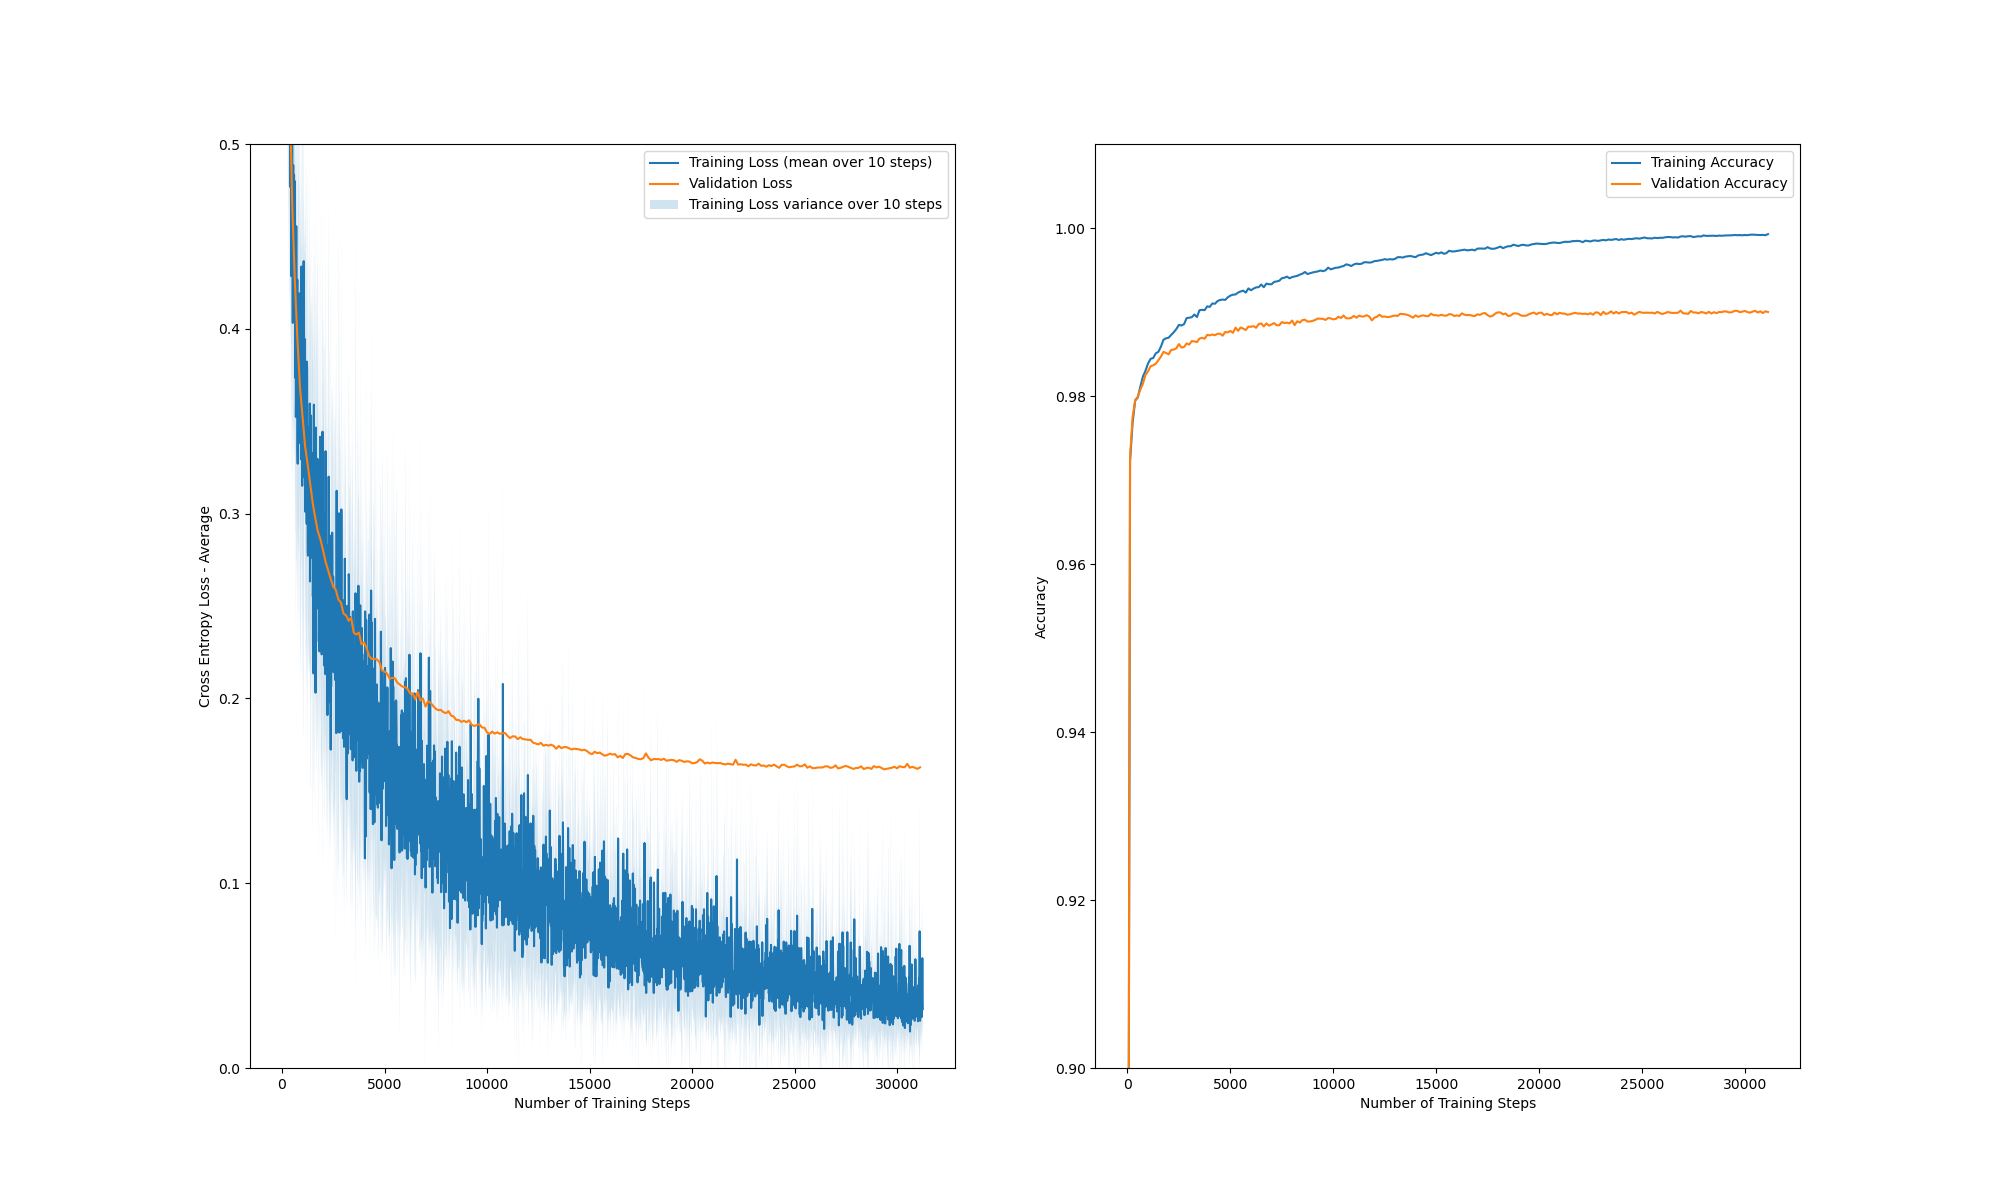 0.5
0.4
0.3
0.2
0.1
0.0
Cross Entropy Loss - Average
Training Loss (mean over 10 steps)
Validation Loss
Training Loss variance over 10 steps
0 5000 10000 15000 20000 25000 30000
Number of Training Steps
1.00
0.98
0.96
0.94
0.92
0.90
Accuracy
Training Accuracy
Validation Accuracy
0 5000 10000 15000 20000 25000 30000
Number of Training Steps